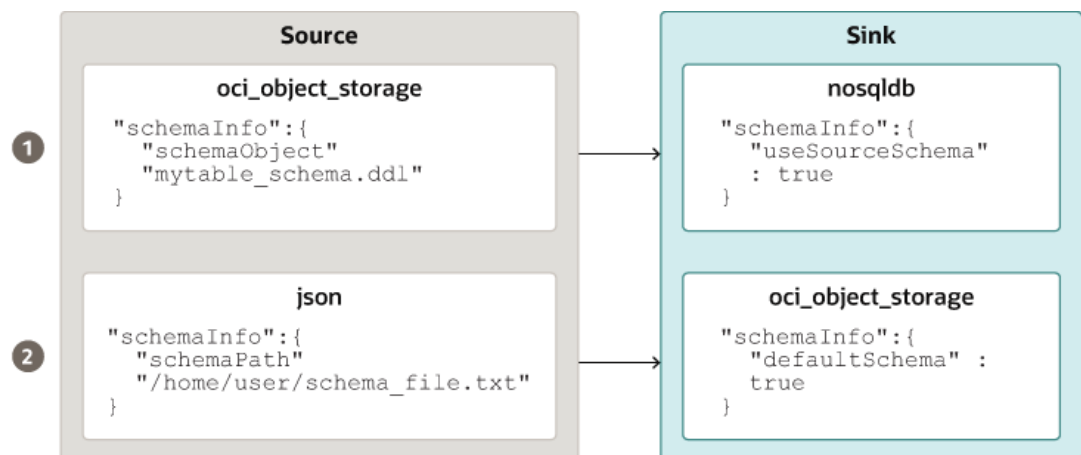 Source
Sink
1
oci_object_storage
"schemaInfo":{
"schemaObject"
"mytable_schema.ddl"
}
nosqldb
"schemaInfo":{
"useSourceSchema"
: true
}
2
json
"schemaInfo":{
"schemaPath"
"/home/user/schema_file.txt"
}
oci_object_storage
"schemaInfo":{
"defaultSchema" :
true
}